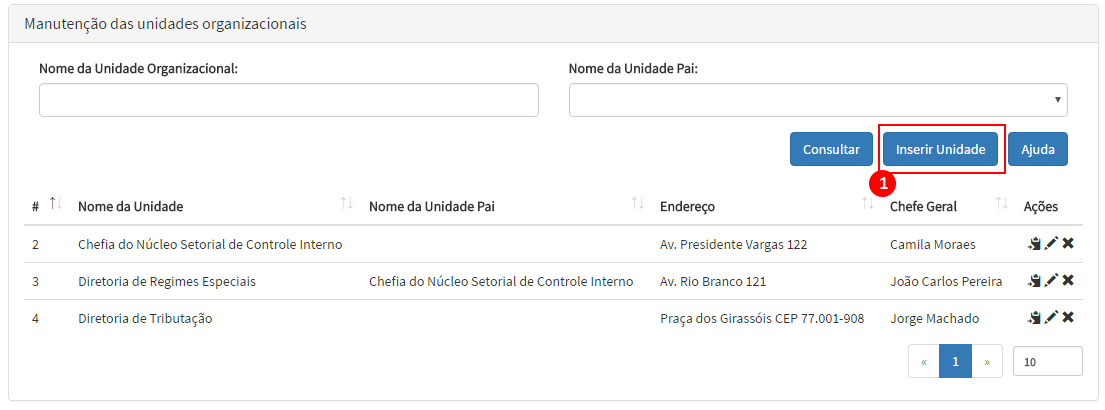 Manutenção das unidades organizacionais
Nome da Unidade Organizacional: Nome da Unidade Pai:
Consultar Inserir Unidade Ajuda
1
# Nome da Unidade Nome da Unidade Pai Endereço Chefe Geral Ações
2 Chefia do Núcleo Setorial de Controle Interno Av. Presidente Vargas 122 Camila Moraes
3 Diretoria de Regimes Especiais Chefia do Núcleo Setorial de Controle Interno Av. Rio Branco 121 João Carlos Pereira
4 Diretoria de Tributação Praça dos Girassóis CEP 77.001-908 Jorge Machado
« 1 » 10